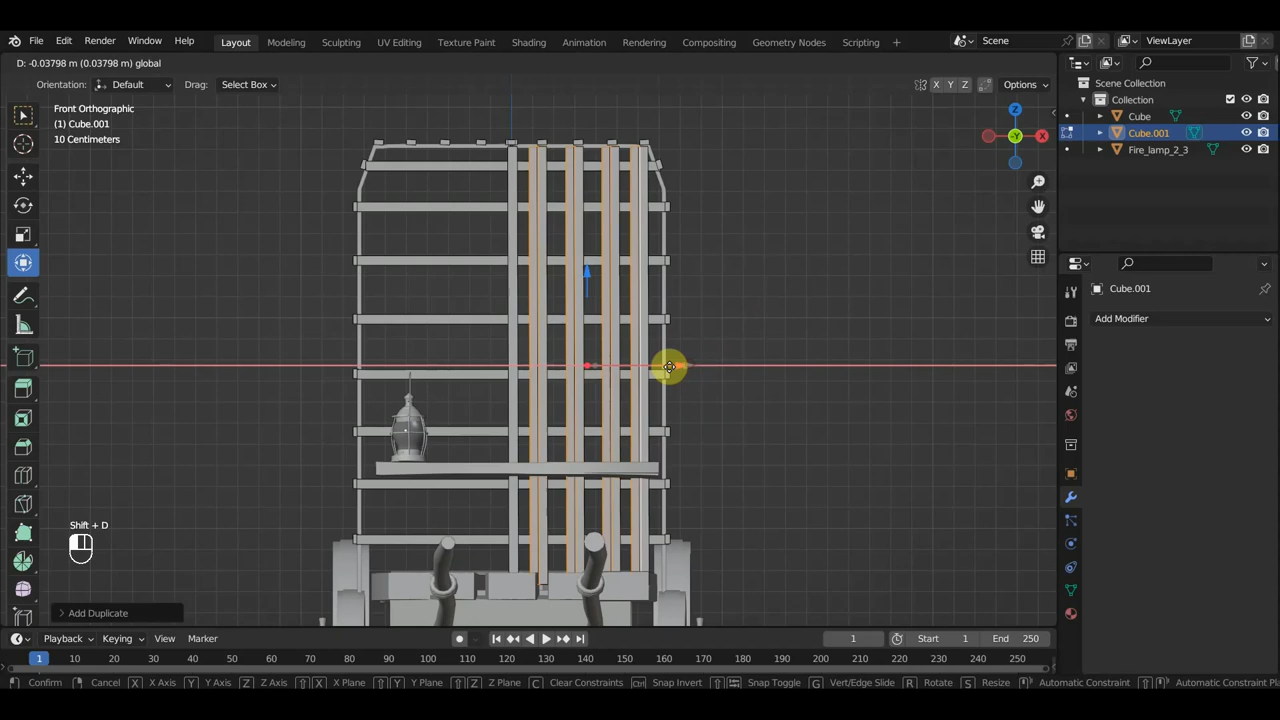 File Edit Render Window Help Layout Modeling Sculpting UV Editing Texture Paint Shading Animation Rendering Compositing Geometry Nodes Scripting + Scene ViewLayer
D: -0.03798 m (0.03798 m) global
Orientation: Default Drag: Select Box X Y Z Options
Scene Collection
Collection
Cube
Cube.001
Fire_lamp_2_3
Front Orthographic
(1) Cube.001
10 Centimeters
Z
-Y X
Cube.001
Add Modifier
Shift + D
Add Duplicate
Playback Keying View Marker 1 Start 1 End 250
1 10 20 30 40 50 60 70 80 90 100 110 120 130 140 150 160 170 180 190 200 210 220 230 240 250
Confirm Cancel X X Axis Y Y Axis Z Z Axis X X Plane Y Y Plane Z Z Plane C Clear Constraints Ctrl Snap Invert Snap Toggle G Vert/Edge Slide R Rotate S Resize Automatic Constraint Automatic Constraint Plane